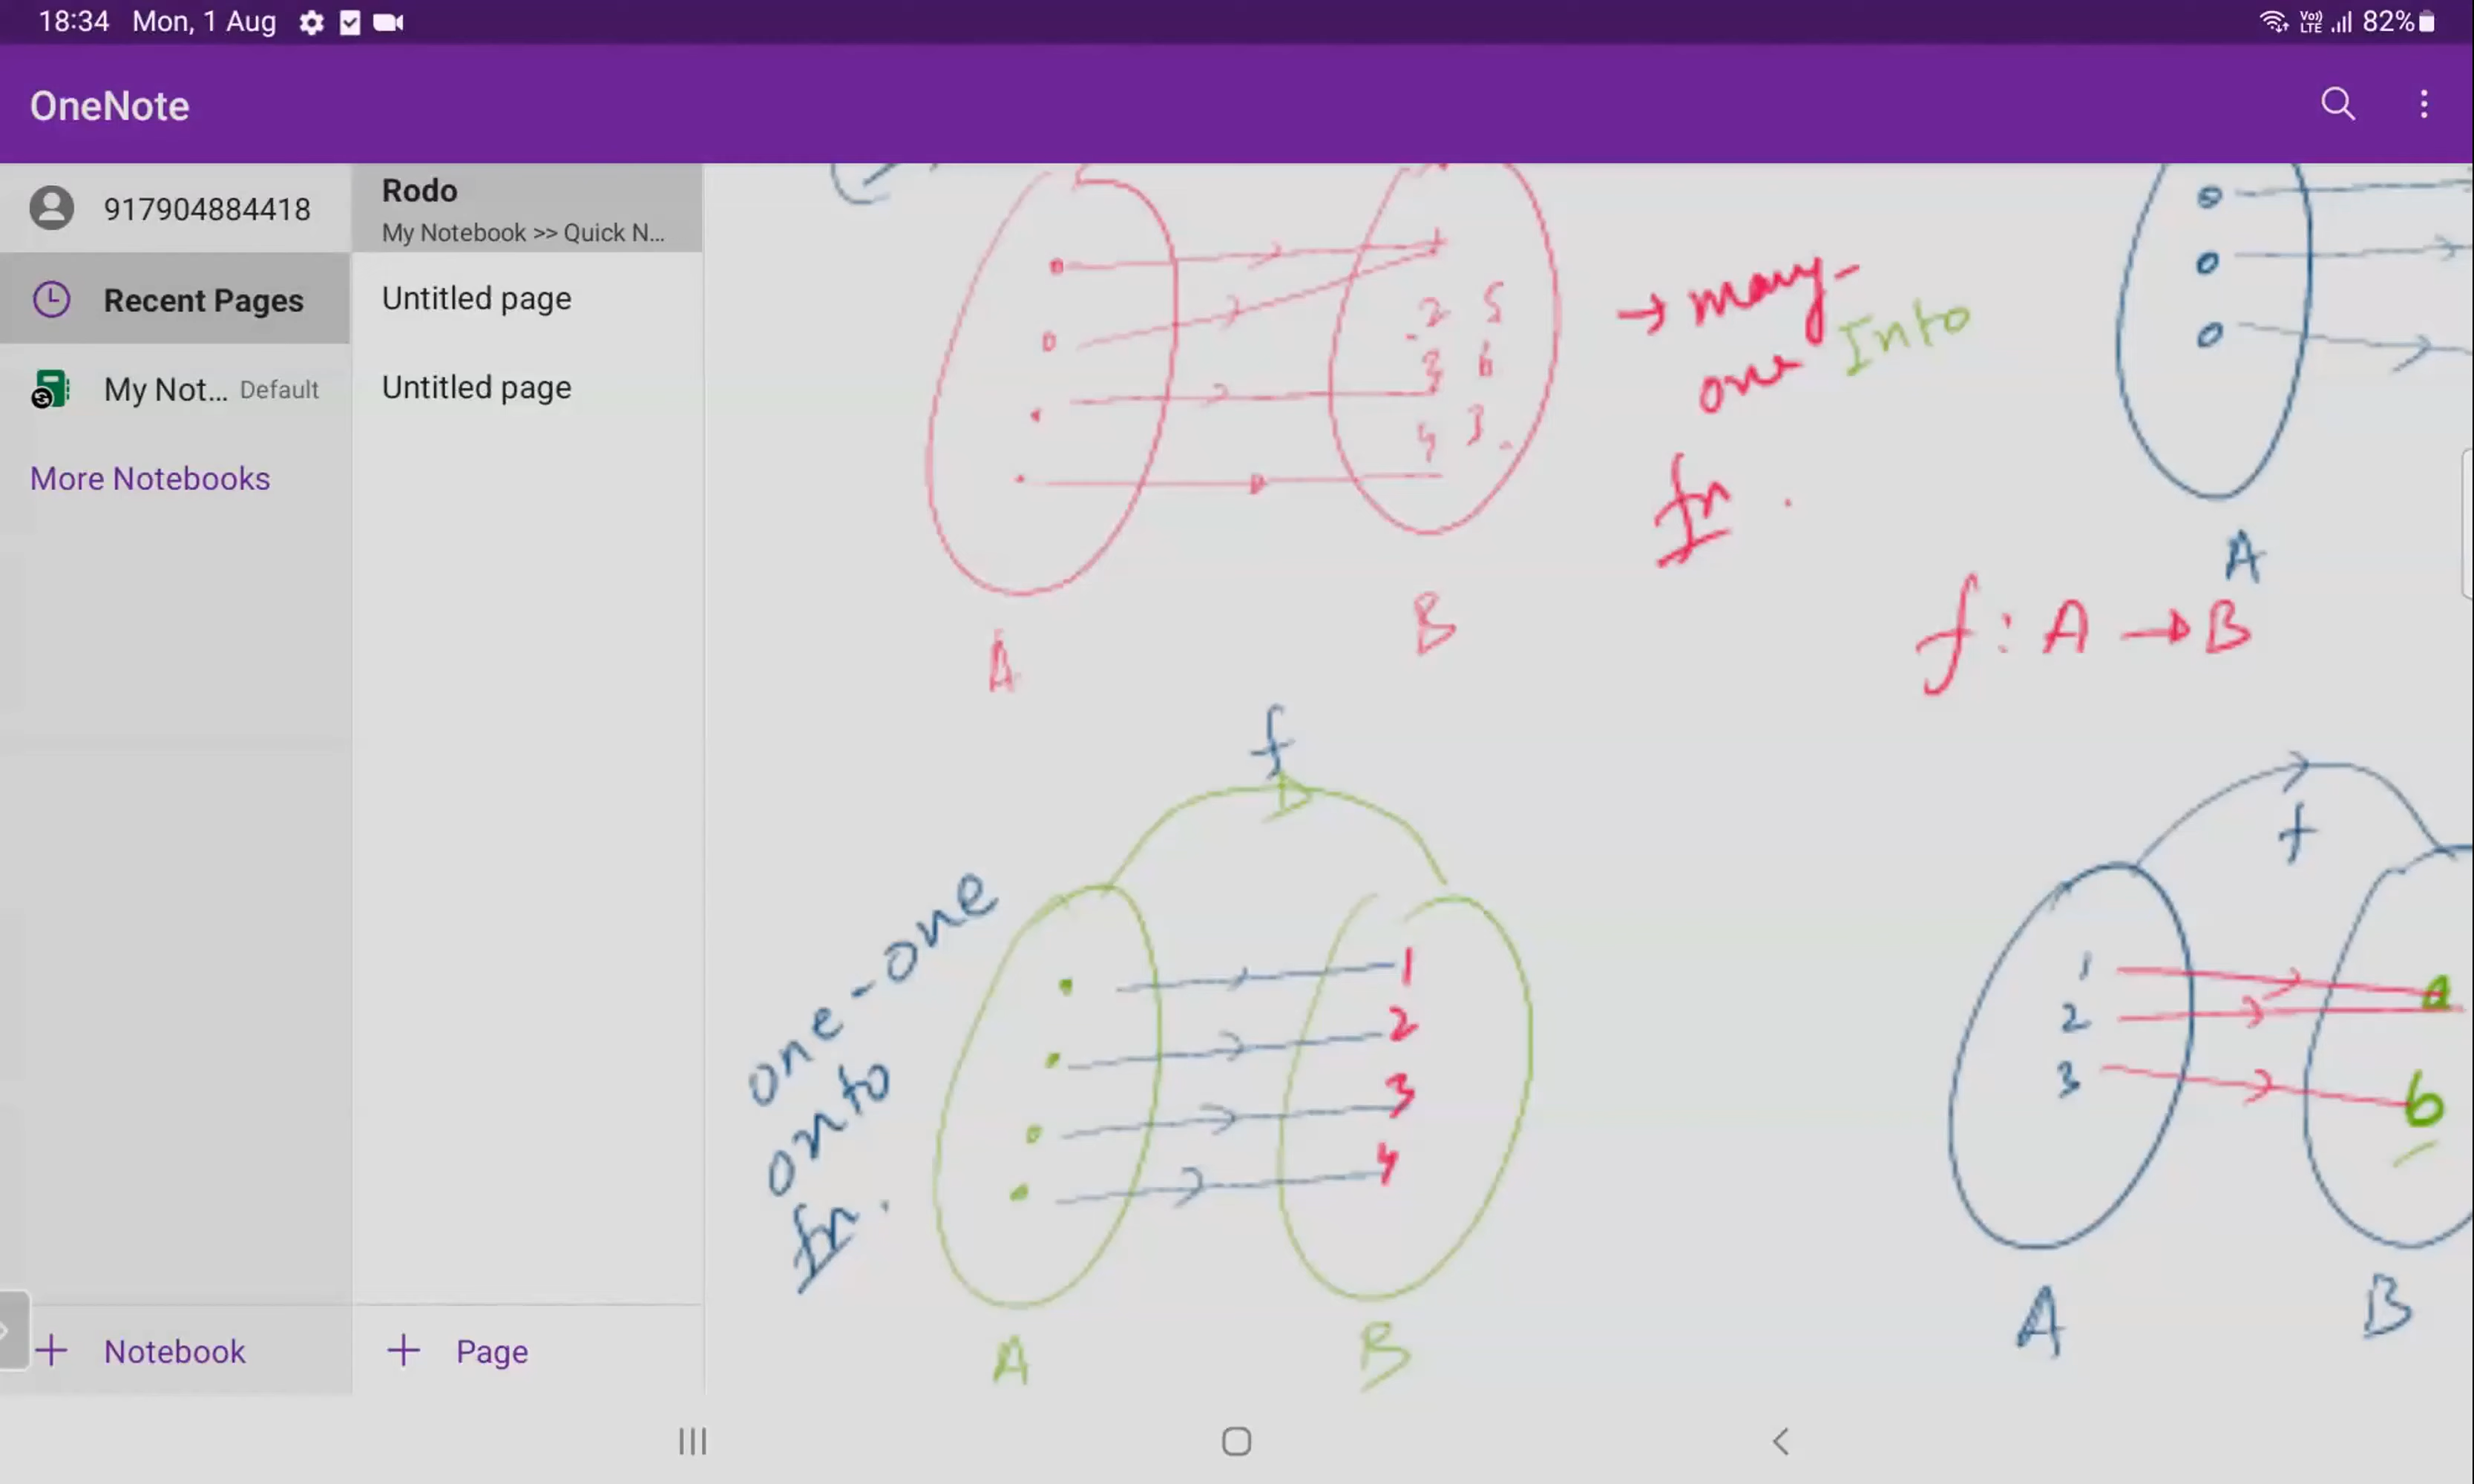 18:34 Mon, 1 Aug
VoLTE 82%
OneNote
917904884418
Recent Pages
My Not... Default
More Notebooks
Rodo
My Notebook >> Quick N...
Untitled page
Untitled page
+ Notebook
+ Page
2 5
3 6
4 3
→ many-
one Into
fn.
A B
A
f: A → B
f
one-one
onto
fn.
1
2
3
4
A B
f
1 a
2
3 b
A B